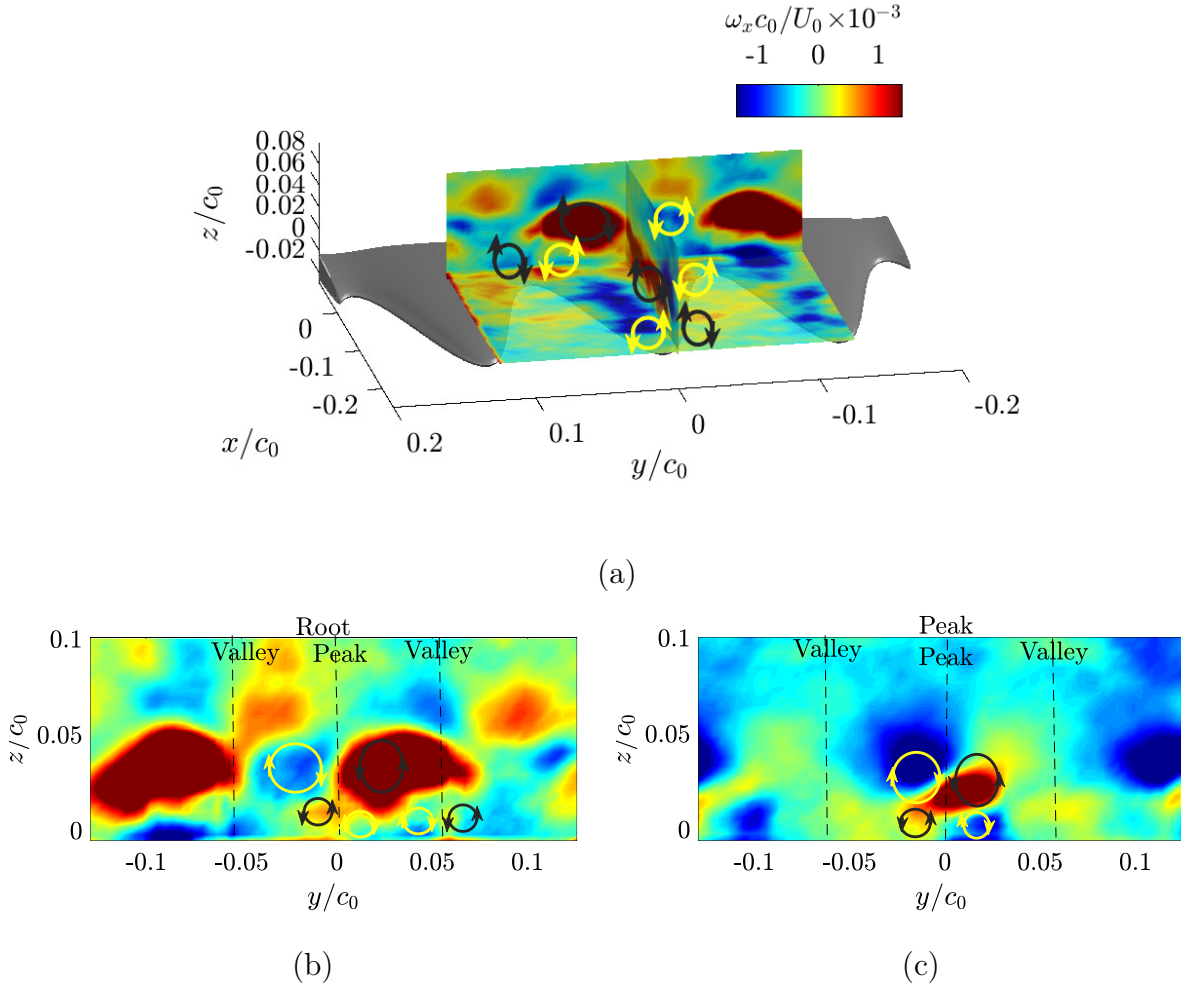 ω_x c_0/U_0 ×10^{-3}
-1 0 1
0.08
0.06
0.04
0.02
0
-0.02
z/c_0
0
-0.1
-0.2
x/c_0
0.2 0.1 0 -0.1 -0.2
y/c_0
(a)
Root
Valley Peak Valley
0.1
0.05
0
z/c_0
-0.1 -0.05 0 0.05 0.1
y/c_0
(b)
Peak
Valley Peak Valley
0.1
0.05
0
z/c_0
-0.1 -0.05 0 0.05 0.1
y/c_0
(c)